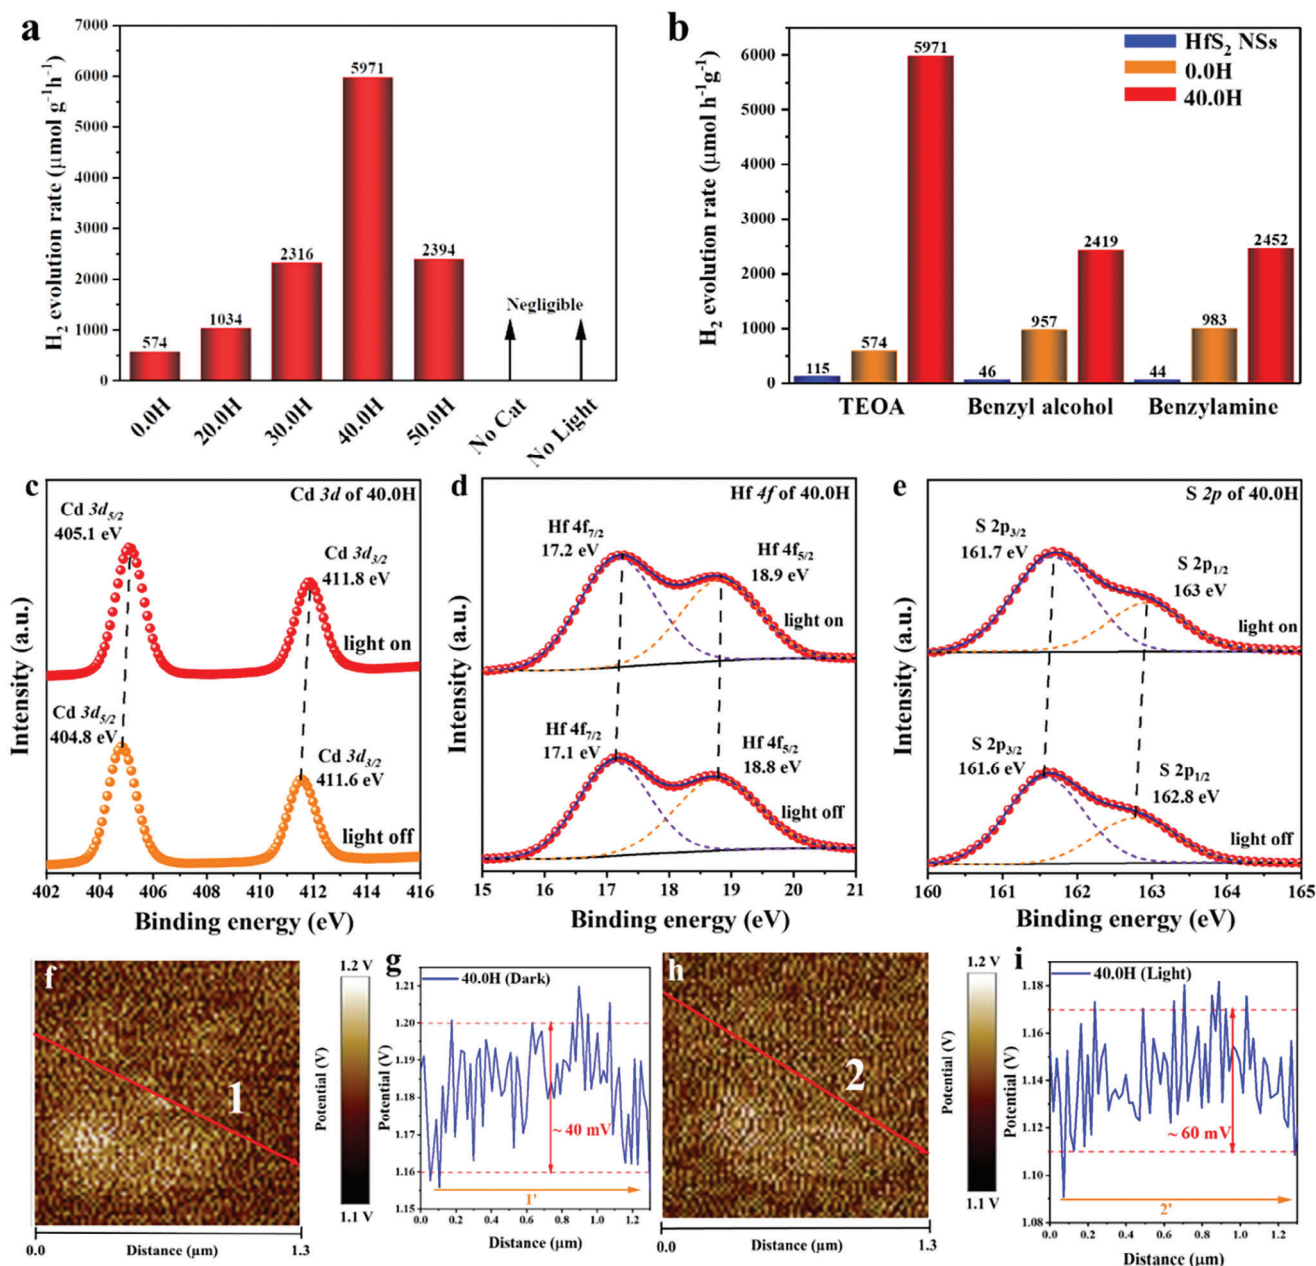 a
H₂ evolution rate (μmol g⁻¹h⁻¹)
7000
6000
5000
4000
3000
2000
1000
0
574
1034
2316
5971
2394
Negligible
0.0H
20.0H
30.0H
40.0H
50.0H
No Cat
No Light
b
H₂ evolution rate (μmol h⁻¹g⁻¹)
6000
5000
4000
3000
2000
1000
0
HfS₂ NSs
0.0H
40.0H
115
574
5971
46
957
2419
44
983
2452
TEOA
Benzyl alcohol
Benzylamine
c
Cd 3d of 40.0H
Cd 3d₅/₂
405.1 eV
Cd 3d₃/₂
411.8 eV
light on
Cd 3d₅/₂
404.8 eV
Cd 3d₃/₂
411.6 eV
light off
Intensity (a.u.)
402 404 406 408 410 412 414 416
Binding energy (eV)
d
Hf 4f of 40.0H
Hf 4f₇/₂
17.2 eV
Hf 4f₅/₂
18.9 eV
light on
Hf 4f₇/₂
17.1 eV
Hf 4f₅/₂
18.8 eV
light off
Intensity (a.u.)
15 16 17 18 19 20 21
Binding energy (eV)
e
S 2p of 40.0H
S 2p₃/₂
161.7 eV
S 2p₁/₂
163 eV
light on
S 2p₃/₂
161.6 eV
S 2p₁/₂
162.8 eV
light off
Intensity (a.u.)
160 161 162 163 164 165
Binding energy (eV)
f
1
0.0 1.3
Distance (μm)
1.2 V
Potential (V)
1.1 V
g
40.0H (Dark)
Potential (V)
1.21
1.20
1.19
1.18
1.17
1.16
1.15
~ 40 mV
1'
0.0 0.2 0.4 0.6 0.8 1.0 1.2
Distance (μm)
h
2
0.0 1.3
Distance (μm)
1.2 V
Potential (V)
1.1 V
i
40.0H (Light)
Potential (V)
1.18
1.17
1.16
1.15
1.14
1.13
1.12
1.11
1.10
1.09
1.08
~ 60 mV
2'
0.0 0.2 0.4 0.6 0.8 1.0 1.2
Distance (μm)